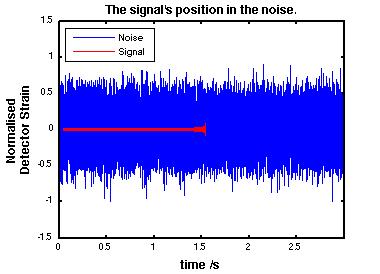 The signal's position in the noise.
Noise
Signal
Normalised
Detector Strain
1.5
1
0.5
0
-0.5
-1
-1.5
0 0.5 1 1.5 2 2.5
time /s